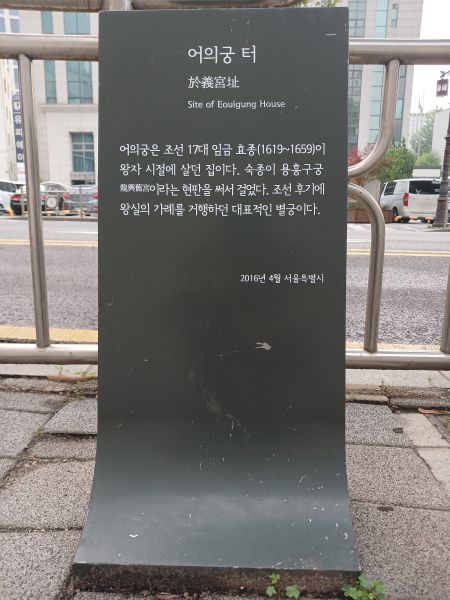 어의궁 터
於義宮址
Site of Eouigung House
어의궁은 조선 17대 임금 효종(1619~1659)이
왕자 시절에 살던 집이다. 숙종이 용흥구궁
龍興舊宮이라는 현판을 써서 걸었다. 조선 후기에
왕실의 가례를 거행하던 대표적인 별궁이다.
2016년 4월 서울특별시